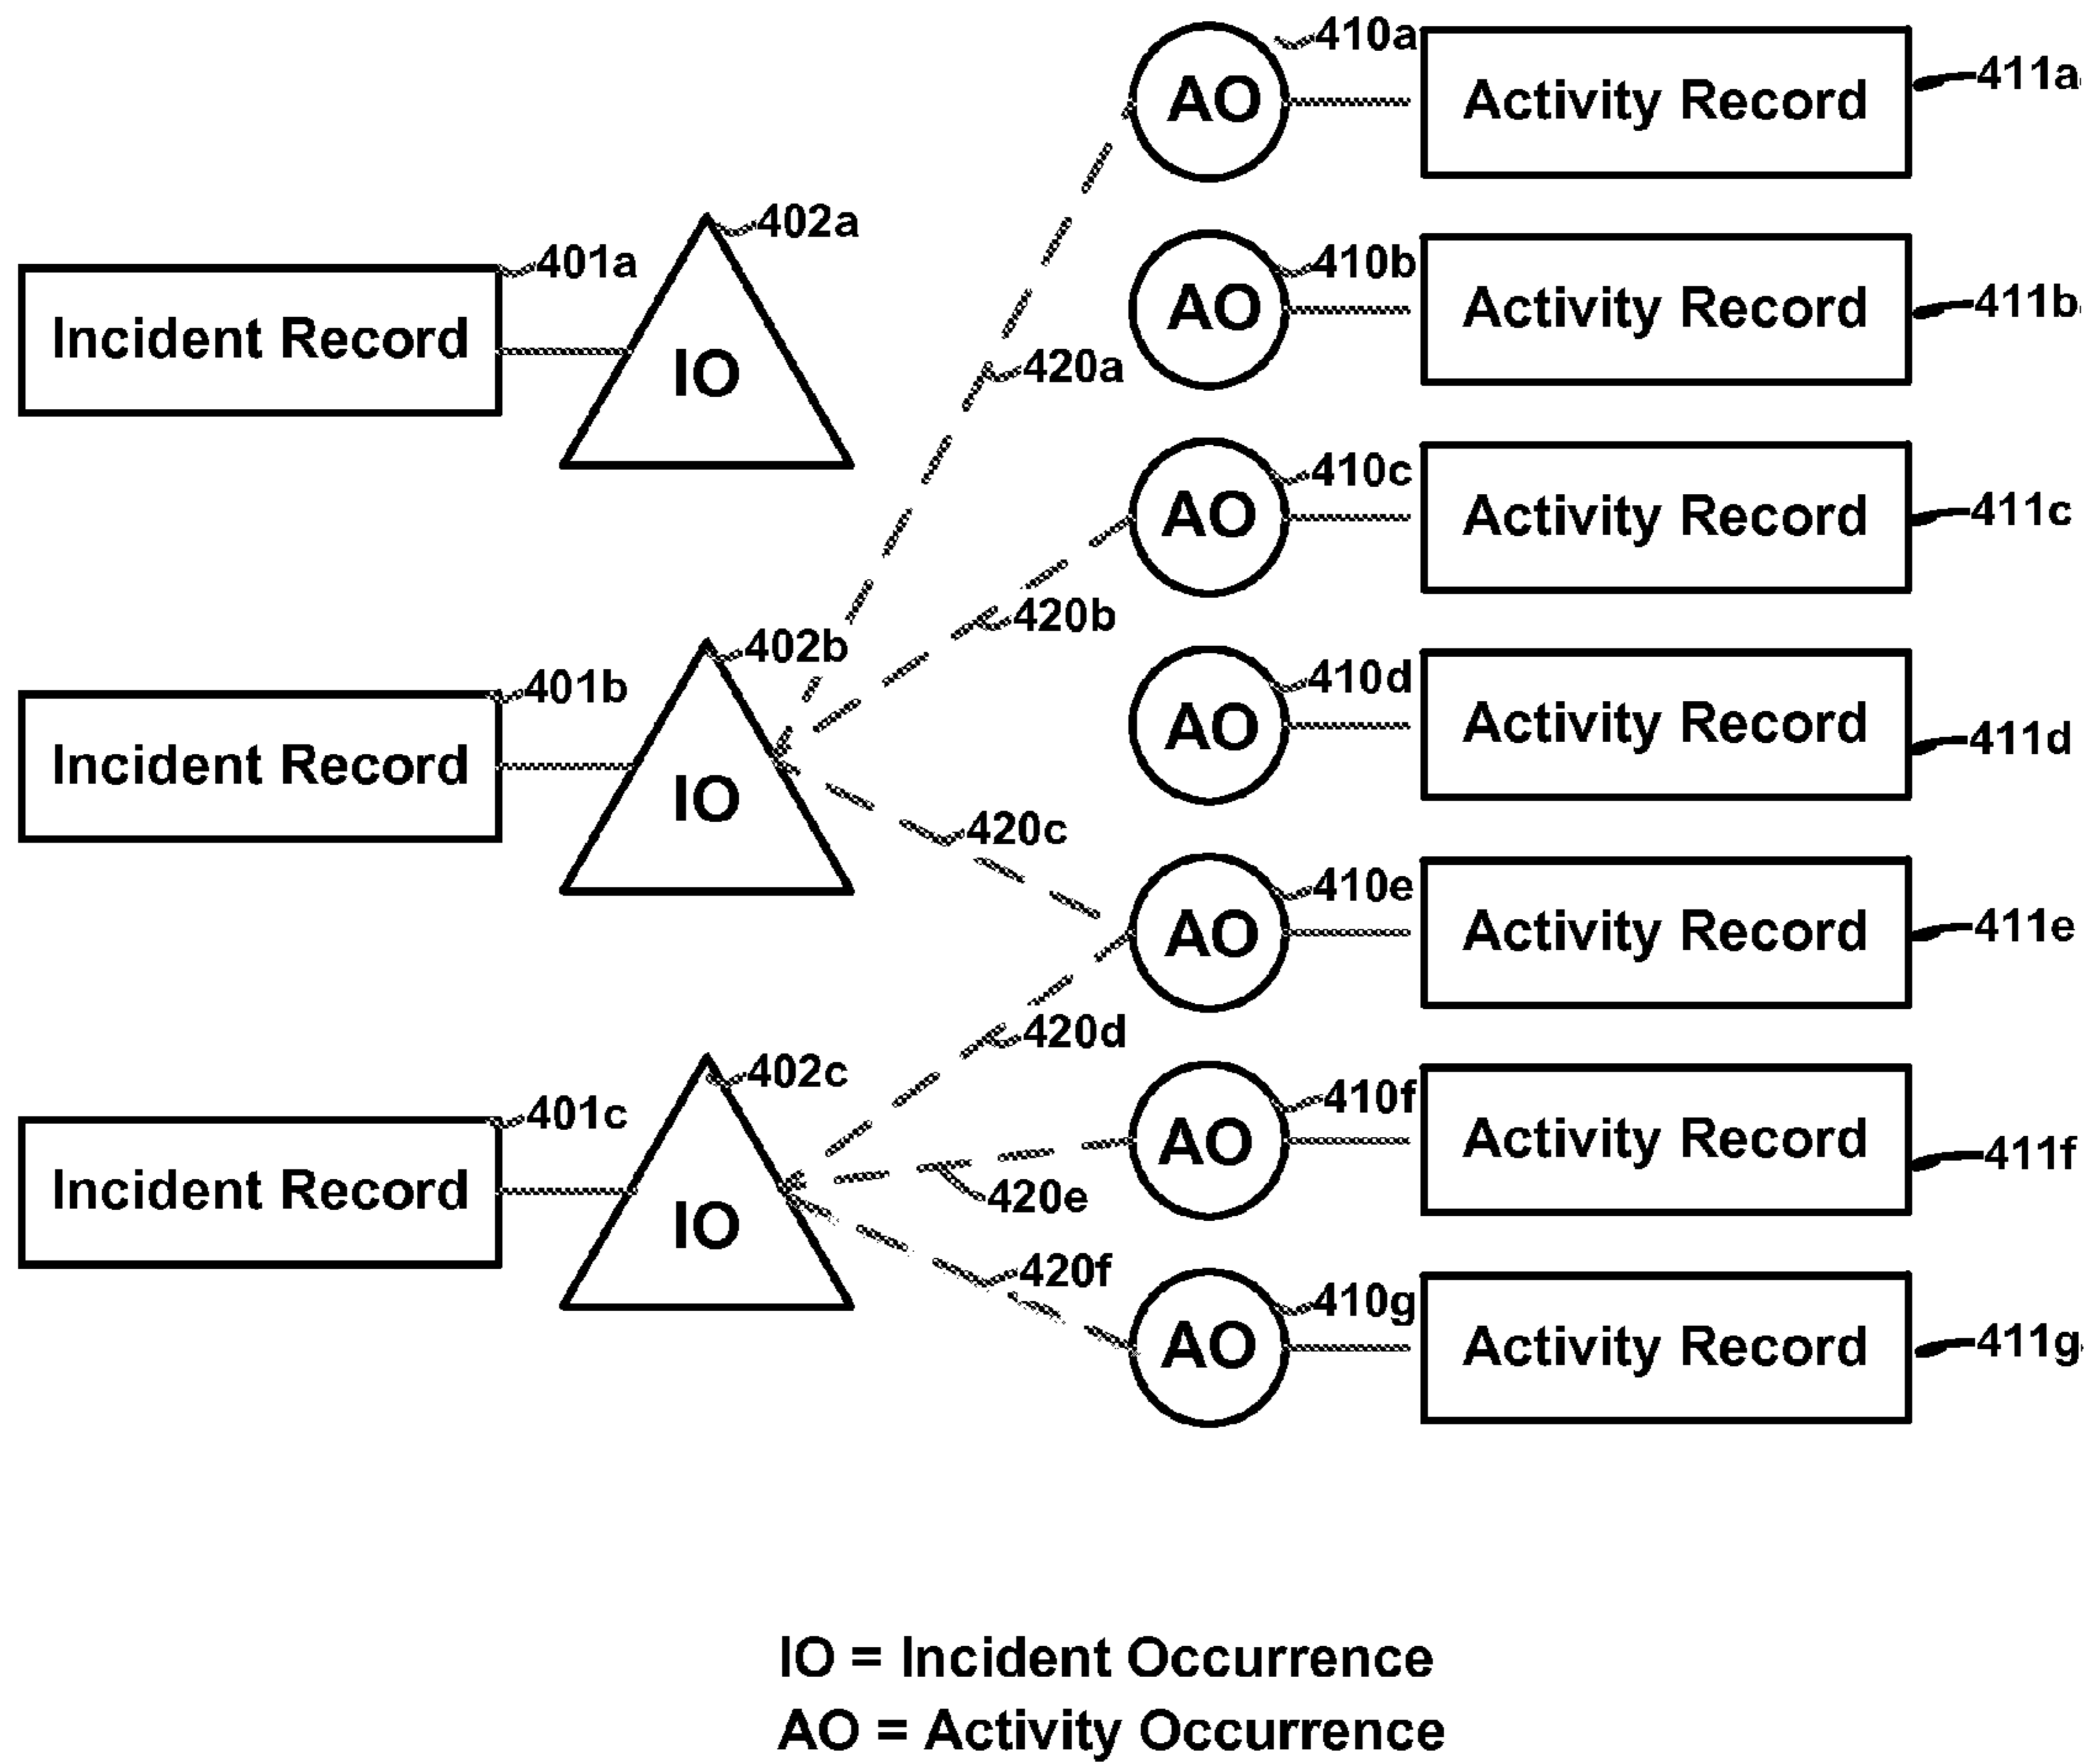 410a
AO
Activity Record
411a
402a
401a
Incident Record
IO
410b
AO
Activity Record
411b
420a
410c
AO
Activity Record
411c
420b
402b
401b
Incident Record
IO
410d
AO
Activity Record
411d
420c
410e
AO
Activity Record
411e
420d
402c
401c
Incident Record
IO
410f
AO
Activity Record
411f
420e
420f
410g
AO
Activity Record
411g
IO = Incident Occurrence
AO = Activity Occurrence